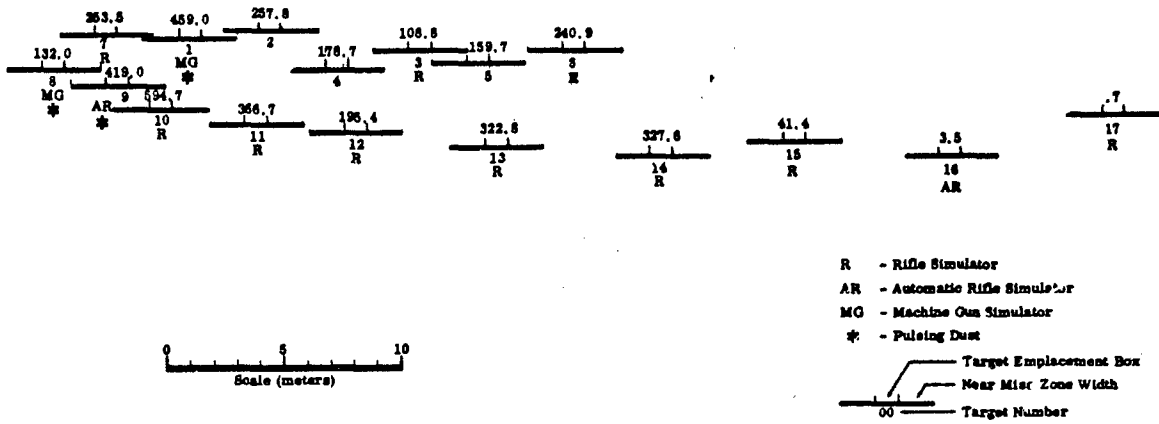 253.5
7
R
459.0
1
MG
*
257.8
2
132.0
8
MG
*
419.0
9
AR
*
594.7
10
R
366.7
11
R
176.7
4
195.4
12
R
108.8
3
R
159.7
5
240.9
R
322.8
13
R
327.6
14
R
41.4
15
R
3.5
16
AR
.7
17
R
R - Rifle Simulator
AR - Automatic Rifle Simulator
MG - Machine Gun Simulator
* - Pulsing Dust
0 5 10
Scale (meters)
Target Emplacement Box
Near Miss Zone Width
00 Target Number